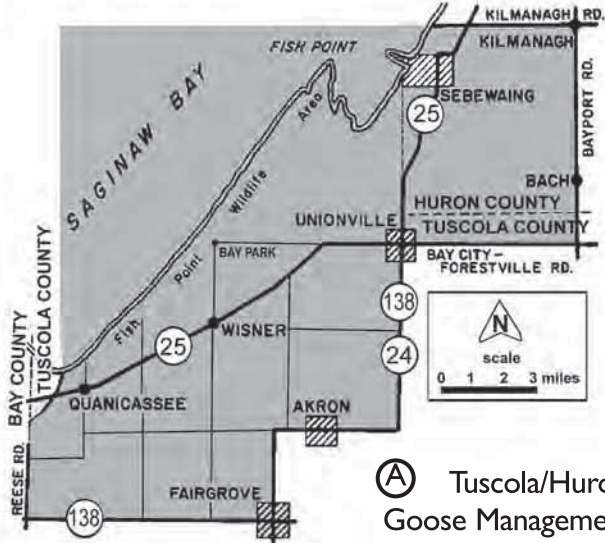 KILMANAGH RD.
KILMANAGH
FISH POINT
SAGINAW BAY
SEBEWAING
25
BAYPORT RD.
Fish Point Wildlife Area
BACH
HURON COUNTY
UNIONVILLE
TUSCOLA COUNTY
BAY PARK
BAY CITY-
FORESTVILLE RD.
BAY COUNTY
TUSCOLA COUNTY
138
N
25
WISNER
24
scale
0 1 2 3 miles
QUANICASSEE
AKRON
REESE RD.
FAIRGROVE
138
A Tuscola/Huro
Goose Manageme